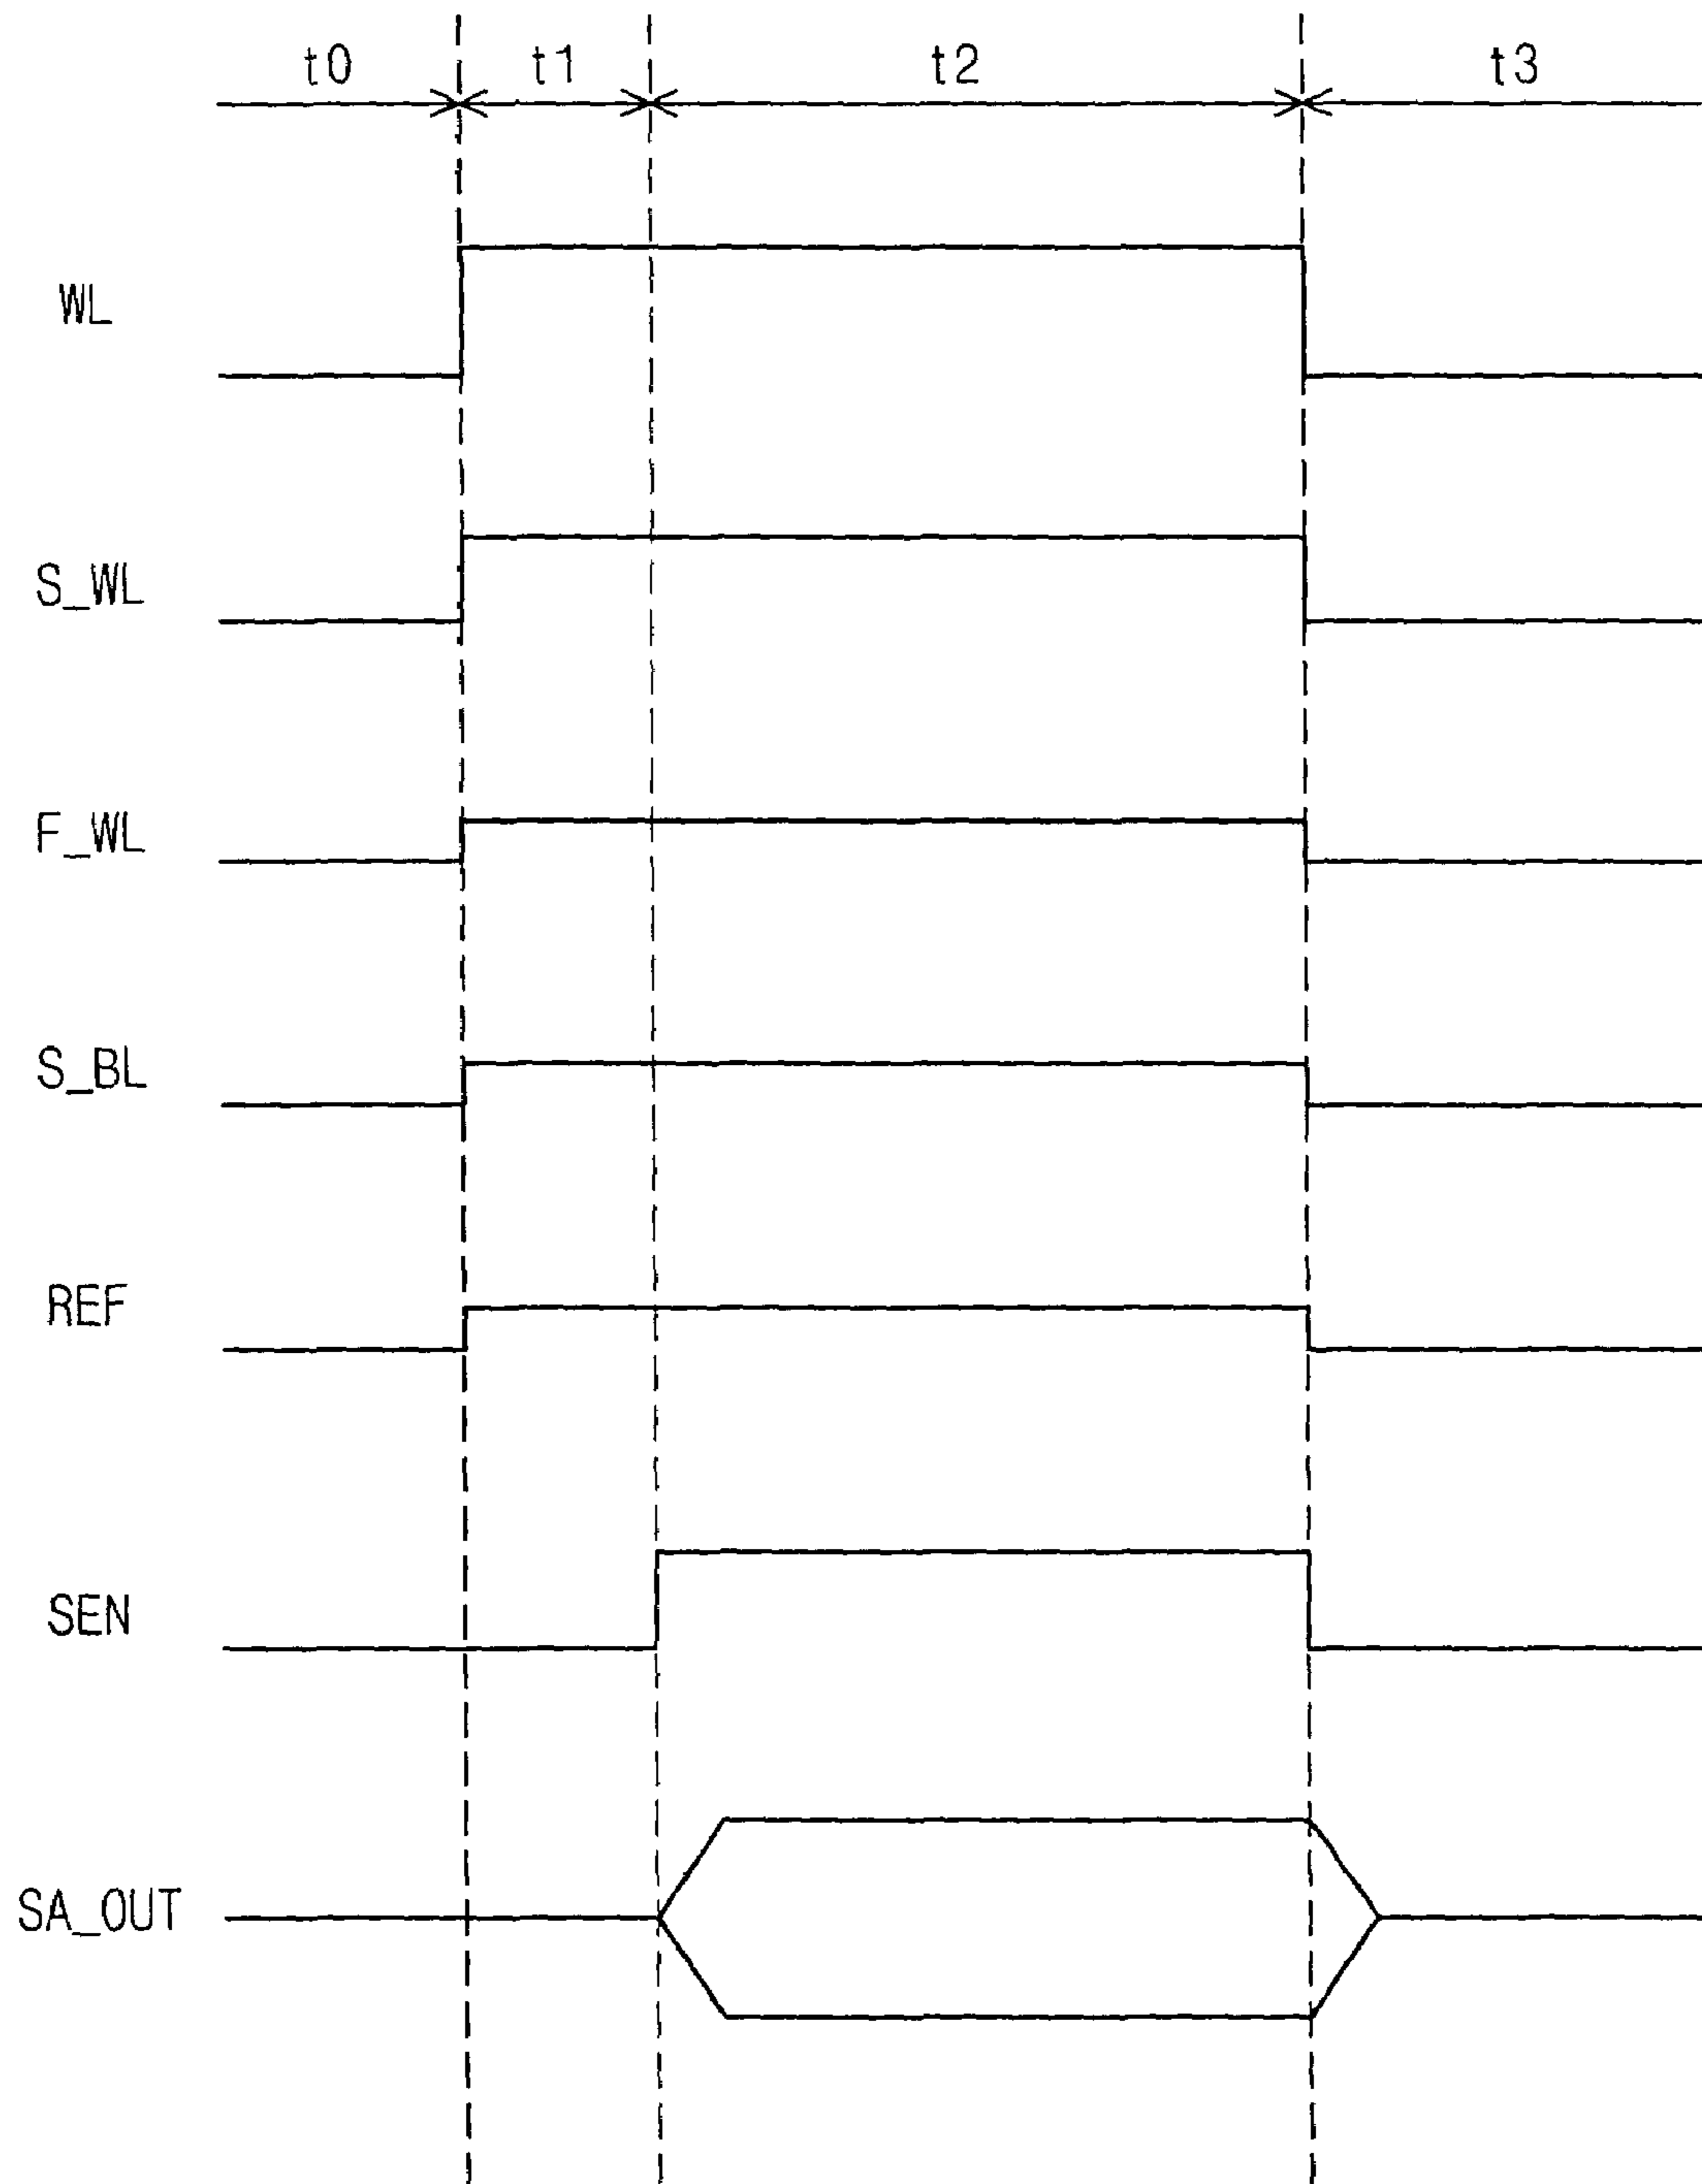 t0 t1 t2 t3
WL
S_WL
F_WL
S_BL
REF
SEN
SA_OUT